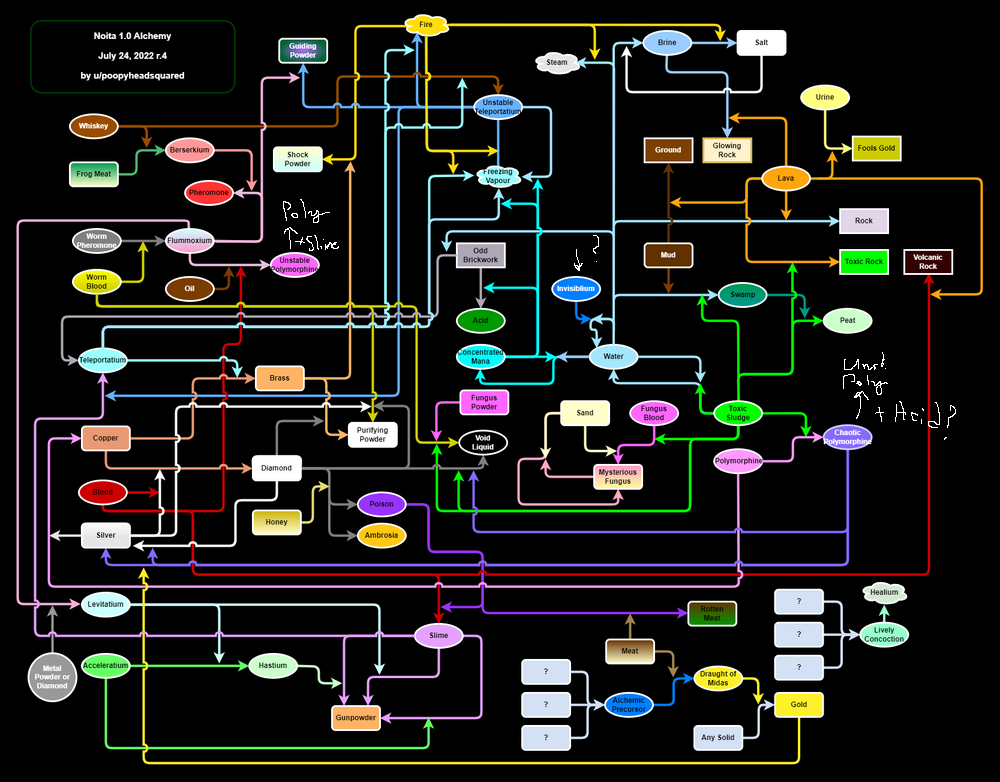 Noita 1.0 Alchemy
July 24, 2022 r.4
by u/poopyheadsquared
Fire
Guiding
Powder
Steam
Brine
Salt
Unstable
Teleportatium
Urine
Whiskey
Frog Meat
Berserkium
Shock
Powder
Freezing
Vapour
Ground
Glowing
Rock
Fools Gold
Pheromone
Lava
Poly
+ Slime
Worm
Pheromone
Flummoxium
Unstable
Polymorphine
Odd
Brickwork
?
Mud
Rock
Toxic Rock
Volcanic
Rock
Worm
Blood
Oil
Invisiblium
Swamp
Acid
Peat
Teleportatium
Brass
Concentrated
Mana
Water
Unst
Poly
+ Acid?
Copper
Purifying
Powder
Fungus
Powder
Void
Liquid
Sand
Fungus
Blood
Toxic
Sludge
Chaotic
Polymorphine
Diamond
Mysterious
Fungus
Polymorphine
Blood
Honey
Poison
Silver
Ambrosia
Levitatium
Slime
Rotten
Meat
?
Healium
?
Lively
Concoction
?
Metal
Powder or
Diamond
Acceleratium
Hastium
Meat
?
Draught of
Midas
Gunpowder
?
Alchemic
Precursor
Gold
?
Any Solid